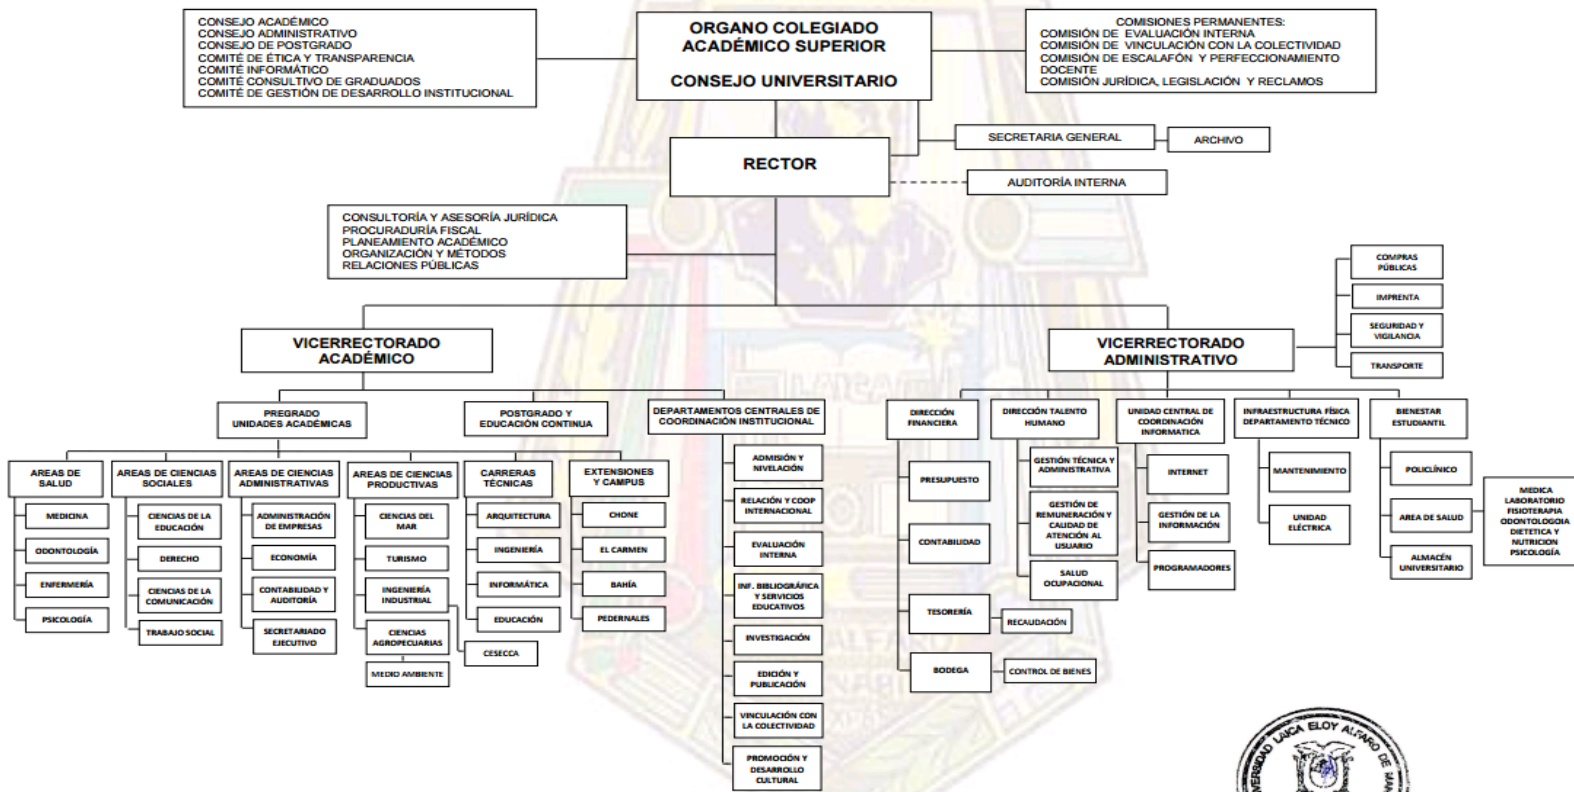 CONSEJO ACADÉMICO
CONSEJO ADMINISTRATIVO
CONSEJO DE POSTGRADO
COMITÉ DE ÉTICA Y TRANSPARENCIA
COMITÉ INFORMÁTICO
COMITÉ CONSULTIVO DE GRADUADOS
COMITÉ DE GESTIÓN DE DESARROLLO INSTITUCIONAL
ORGANO COLEGIADO
ACADÉMICO SUPERIOR
CONSEJO UNIVERSITARIO
COMISIONES PERMANENTES:
COMISIÓN DE EVALUACIÓN INTERNA
COMISIÓN DE VINCULACIÓN CON LA COLECTIVIDAD
COMISIÓN DE ESCALAFÓN Y PERFECCIONAMIENTO
DOCENTE
COMISIÓN JURÍDICA, LEGISLACIÓN Y RECLAMOS
SECRETARIA GENERAL
ARCHIVO
RECTOR
AUDITORÍA INTERNA
CONSULTORÍA Y ASESORÍA JURÍDICA
PROCURADURÍA FISCAL
PLANEAMIENTO ACADÉMICO
ORGANIZACIÓN Y MÉTODOS
RELACIONES PÚBLICAS
COMPRAS
PÚBLICAS
IMPRENTA
SEGURIDAD Y
VIGILANCIA
TRANSPORTE
VICERRECTORADO
ACADÉMICO
VICERRECTORADO
ADMINISTRATIVO
PREGRADO
UNIDADES ACADÉMICAS
POSTGRADO Y
EDUCACIÓN CONTINUA
DEPARTAMENTOS CENTRALES DE
COORDINACIÓN INSTITUCIONAL
AREAS DE
SALUD
MEDICINA
ODONTOLOGÍA
ENFERMERÍA
PSICOLOGÍA
AREAS DE CIENCIAS
SOCIALES
CIENCIAS DE LA
EDUCACIÓN
DERECHO
CIENCIAS DE LA
COMUNICACIÓN
TRABAJO SOCIAL
AREAS DE CIENCIAS
ADMINISTRATIVAS
ADMINISTRACIÓN
DE EMPRESAS
ECONOMÍA
CONTABILIDAD Y
AUDITORÍA
SECRETARIADO
EJECUTIVO
AREAS DE CIENCIAS
PRODUCTIVAS
CIENCIAS DEL
MAR
TURISMO
INGENIERÍA
INDUSTRIAL
CIENCIAS
AGROPECUARIAS
MEDIO AMBIENTE
CESECCA
CARRERAS
TÉCNICAS
ARQUITECTURA
INGENIERÍA
INFORMÁTICA
EDUCACIÓN
EXTENSIONES
Y CAMPUS
CHONE
EL CARMEN
BAHÍA
PEDERNALES
ADMISIÓN Y
NIVELACIÓN
RELACIÓN Y COOP
INTERNACIONAL
EVALUACIÓN
INTERNA
INF. BIBLIOGRÁFICA
Y SERVICIOS
EDUCATIVOS
INVESTIGACIÓN
EDICIÓN Y
PUBLICACIÓN
VINCULACIÓN CON
LA COLECTIVIDAD
PROMOCIÓN Y
DESARROLLO
CULTURAL
DIRECCIÓN
FINANCIERA
PRESUPUESTO
CONTABILIDAD
TESORERÍA
RECAUDACIÓN
BODEGA
CONTROL DE BIENES
DIRECCIÓN TALENTO
HUMANO
GESTIÓN TÉCNICA Y
ADMINISTRATIVA
GESTIÓN DE
REMUNERACIÓN Y
CALIDAD DE
ATENCIÓN AL
USUARIO
SALUD
OCUPACIONAL
UNIDAD CENTRAL DE
COORDINACIÓN
INFORMATICA
INTERNET
GESTIÓN DE LA
INFORMACIÓN
PROGRAMADORES
INFRAESTRUCTURA FÍSICA
DEPARTAMENTO TÉCNICO
MANTENIMIENTO
UNIDAD
ELÉCTRICA
BIENESTAR
ESTUDIANTIL
POLICLÍNICO
AREA DE SALUD
ALMACÉN
UNIVERSITARIO
MEDICA
LABORATORIO
FISIOTERAPIA
ODONTOLOGOIA
DIETETICA Y
NUTRICION
PSICOLOGÍA
LAICA
ALFARO
LAICA ELOY ALFARO DE